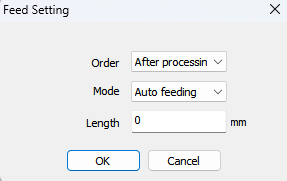 Feed Setting
Order After processin
Mode Auto feeding
Length 0 mm
OK Cancel